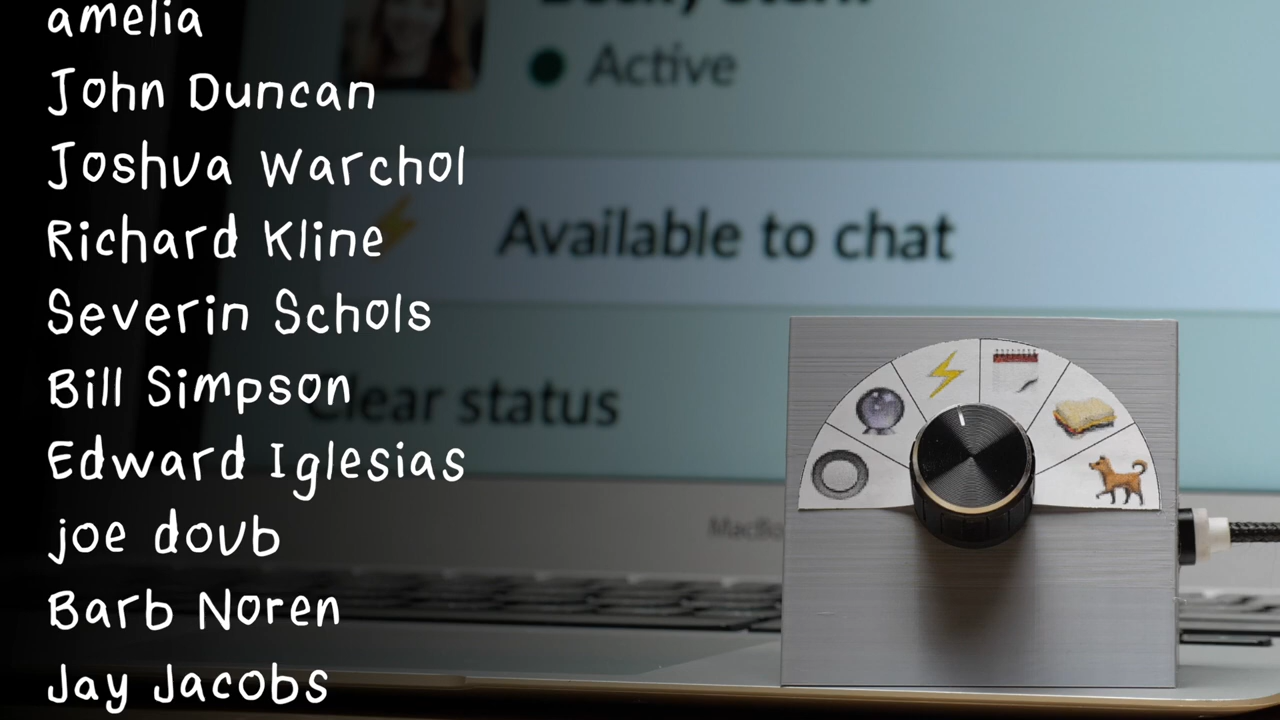 amelia
John Duncan
Joshua Warchol
Richard Kline
Severin Schols
Bill Simpson
Edward Iglesias
joe doub
Barb Noren
Jay Jacobs
Active
Available to chat
Clear status